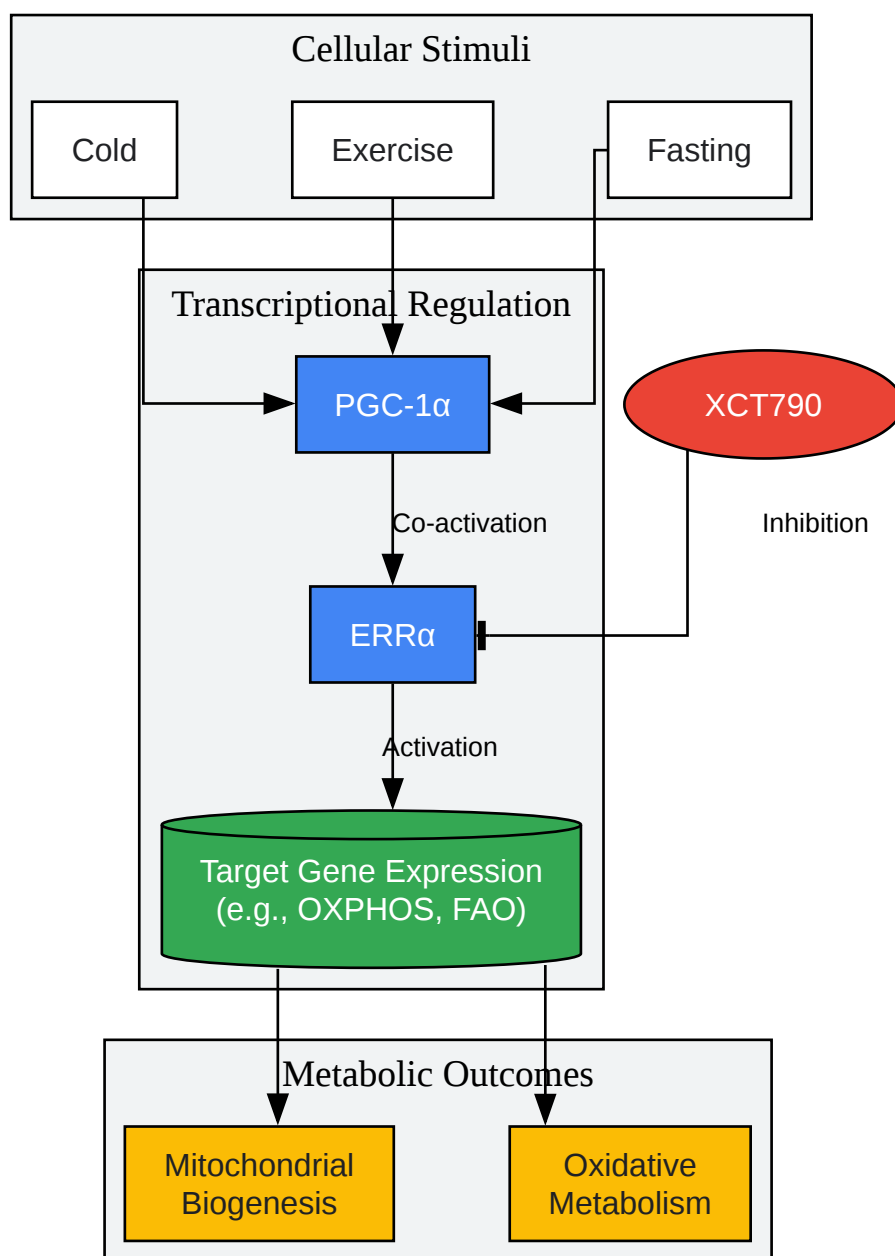 Cellular Stimuli
Cold
Exercise
Fasting
Transcriptional Regulation
PGC-1α
XCT790
Co-activation
Inhibition
ERRα
Activation
Target Gene Expression
(e.g., OXPHOS, FAO)
Metabolic Outcomes
Mitochondrial
Biogenesis
Oxidative
Metabolism